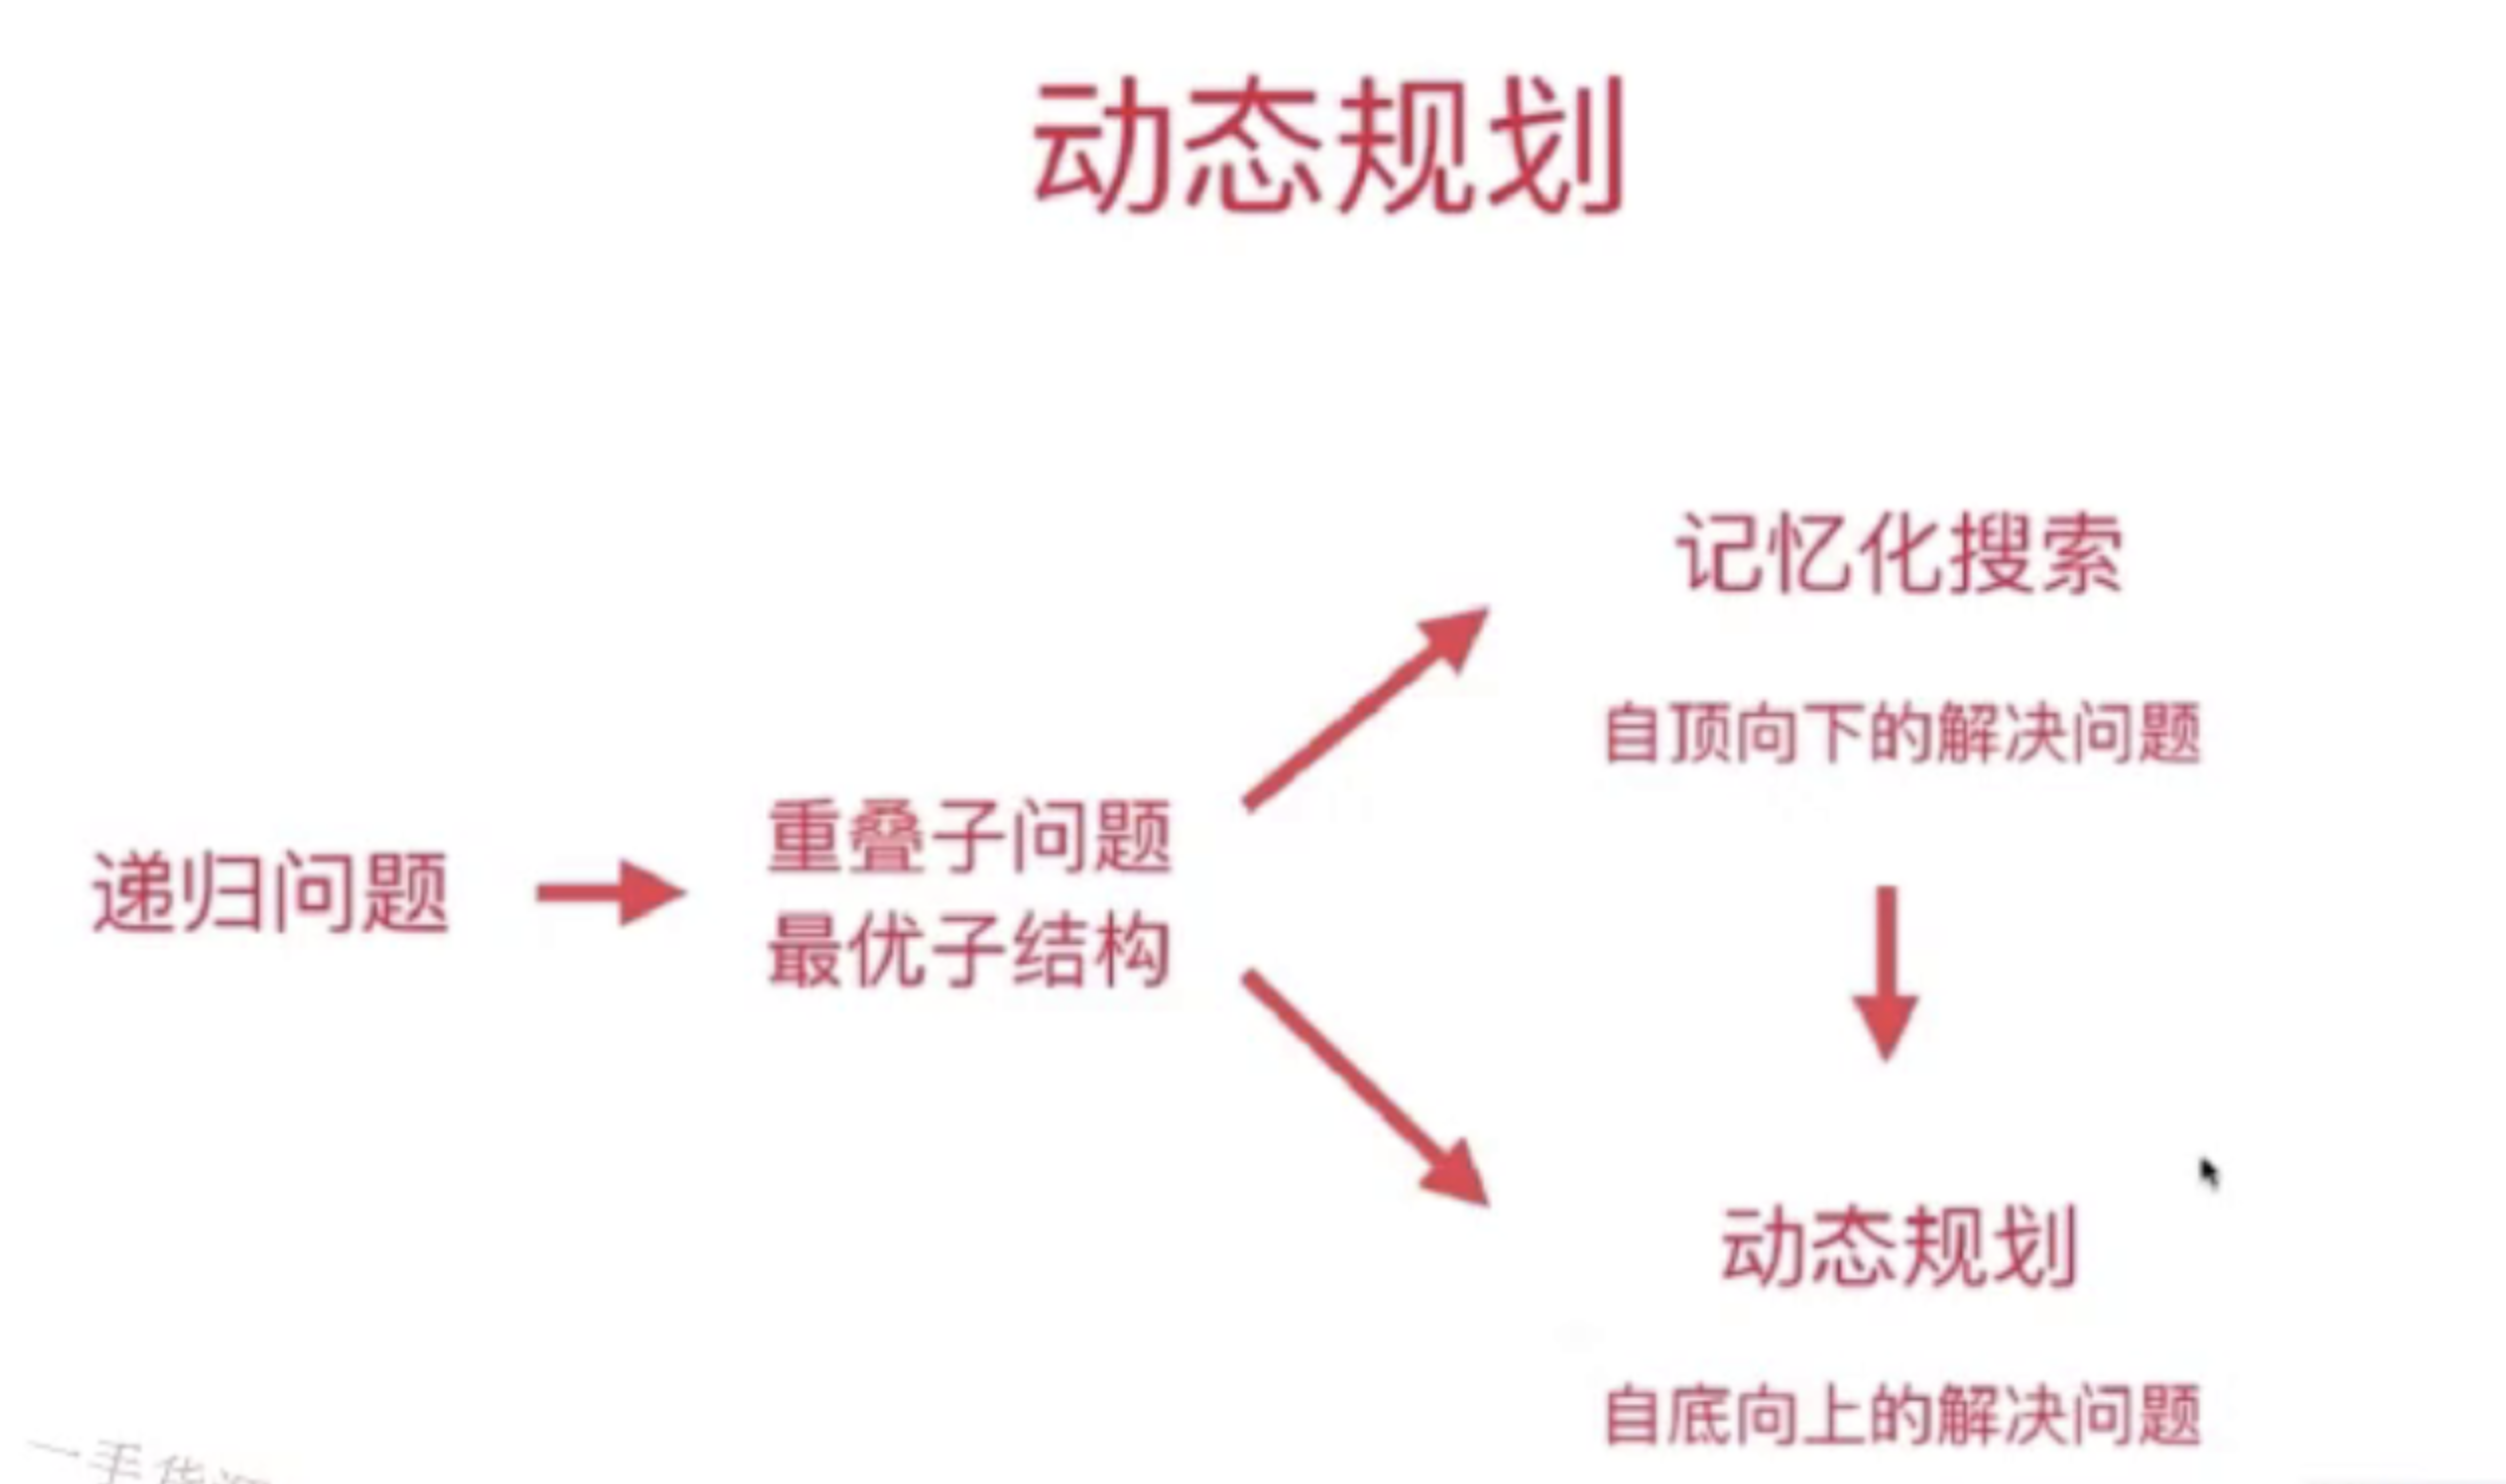 动态规划
记忆化搜索
自顶向下的解决问题
递归问题
重叠子问题
最优子结构
动态规划
自底向上的解决问题
一手货源